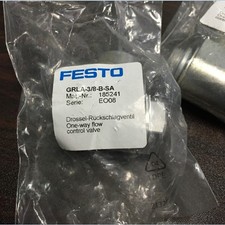 FESTO
GRLA-3/8-B-SA
Mat.-Nr.: 185241
Serie: EO08
Drossel-Rückschlagventil
One-way flow
control valve